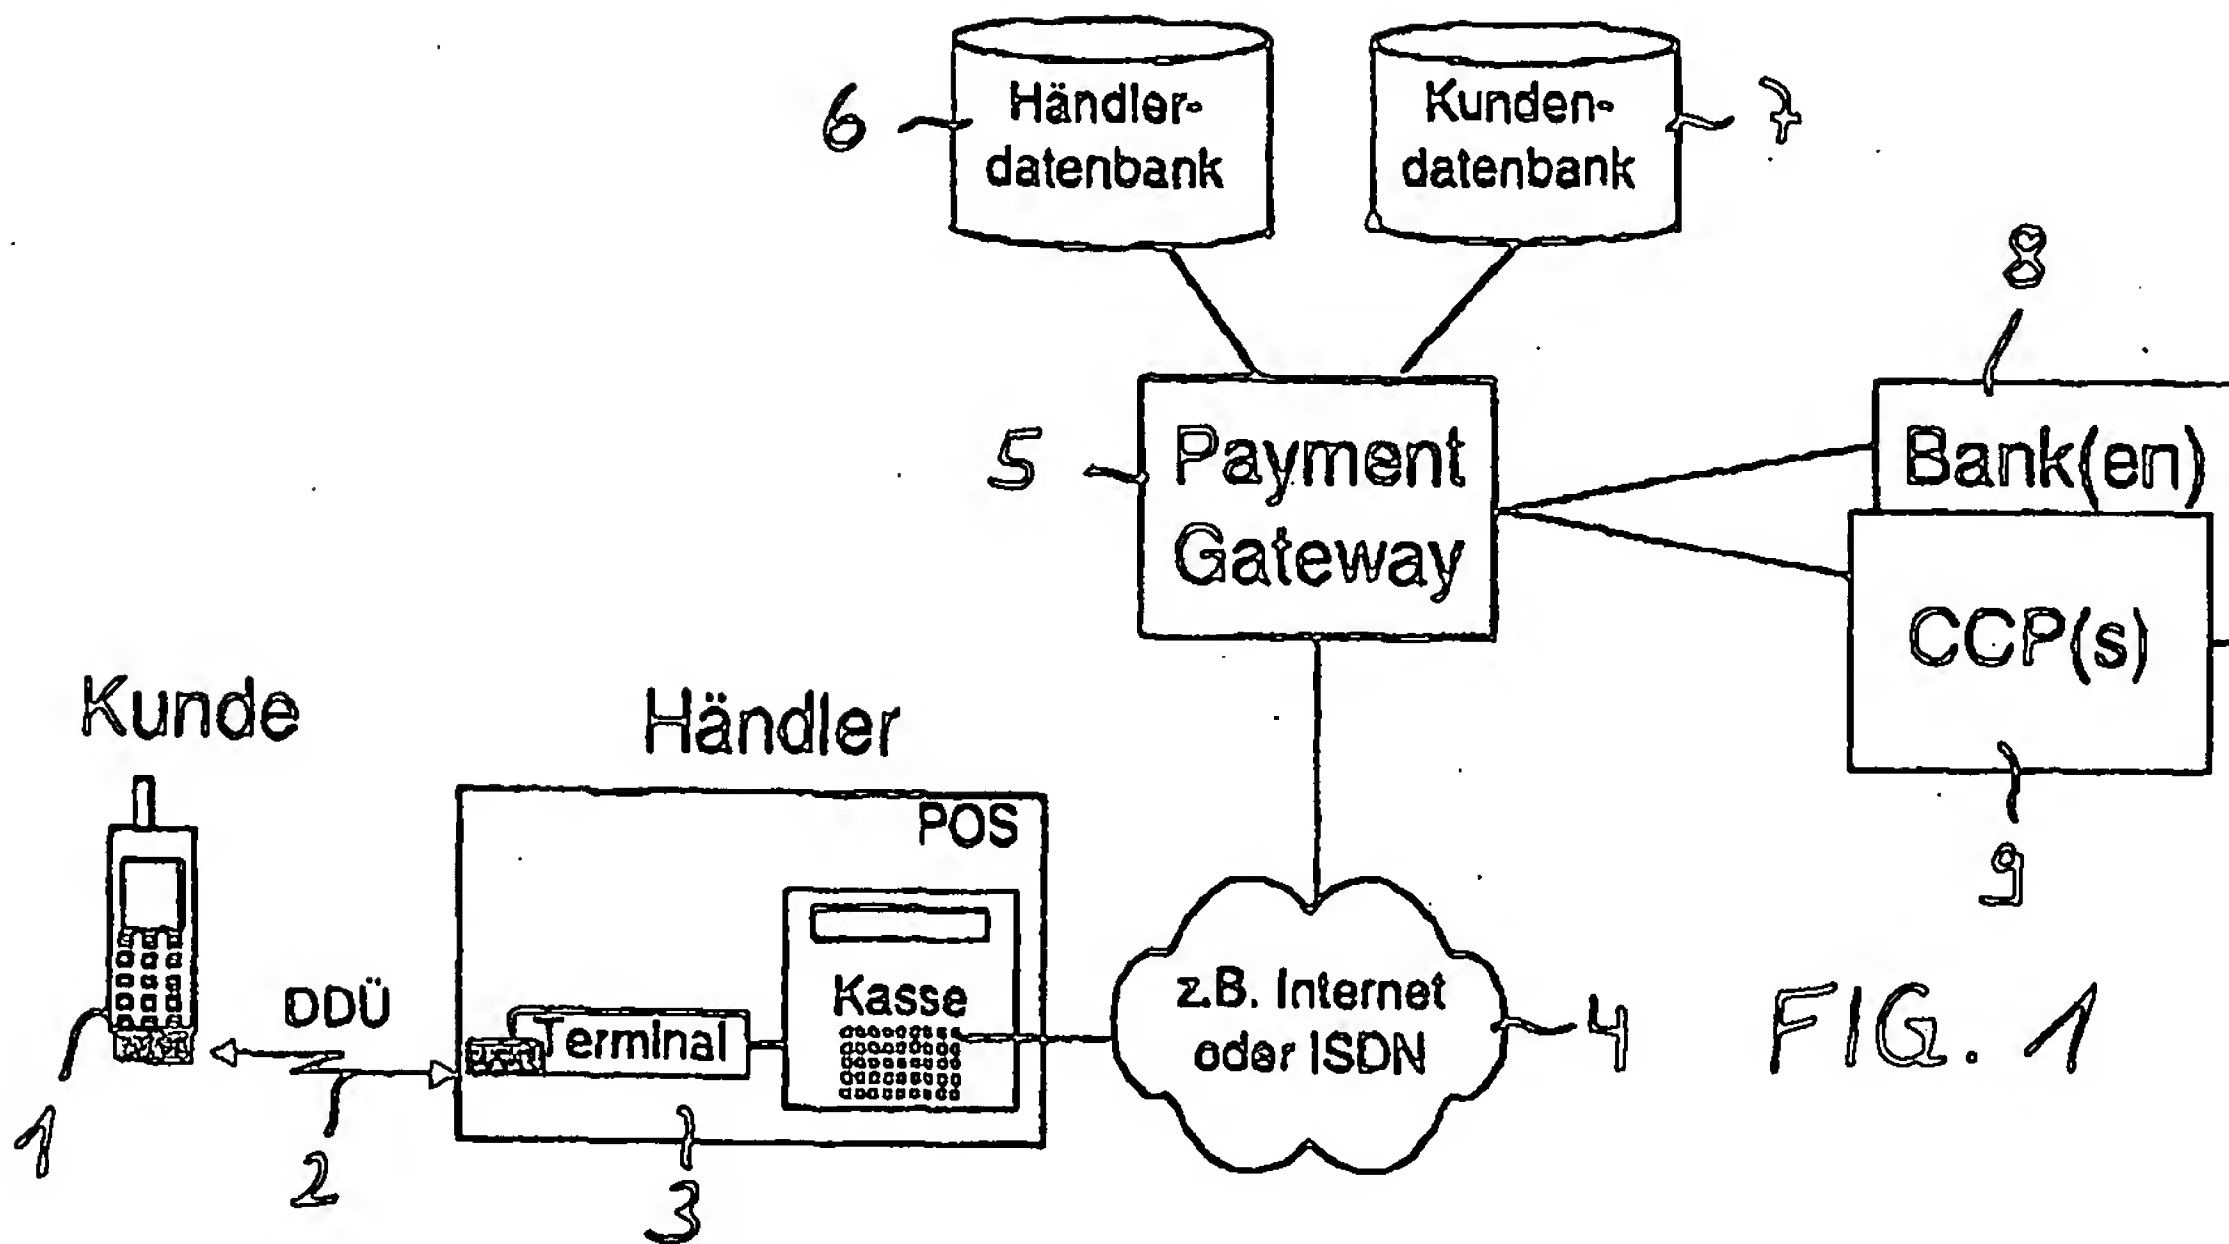 6
Händler-
datenbank
Kunden-
datenbank
7
8
5
Payment
Gateway
Bank(en)
CCP(s)
9
Kunde
Händler
POS
DDÜ
Terminal
Kasse
z.B. Internet
oder ISDN
4
FIG. 1
1
2
3